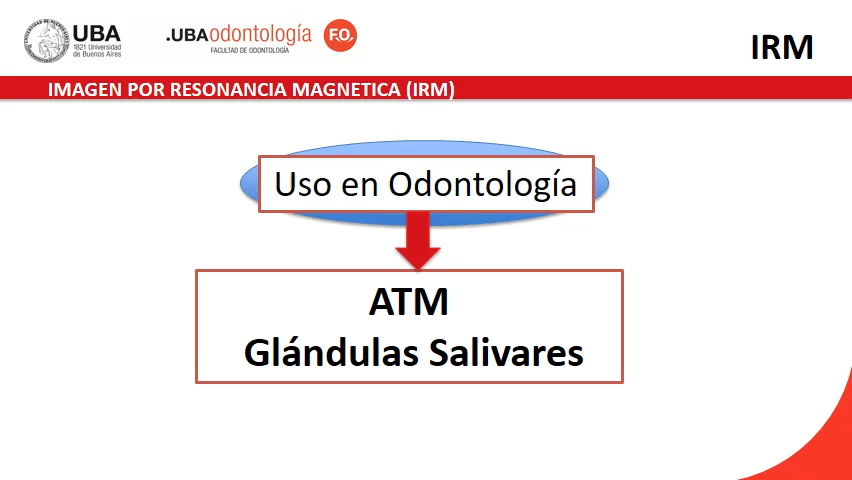 UBA
1821 Universidad
de Buenos Aires
.UBAodontología
FACULTAD DE ODONTOLOGÍA
F.O.
IRM
IMAGEN POR RESONANCIA MAGNETICA (IRM)
Uso en Odontología
ATM
Glándulas Salivares